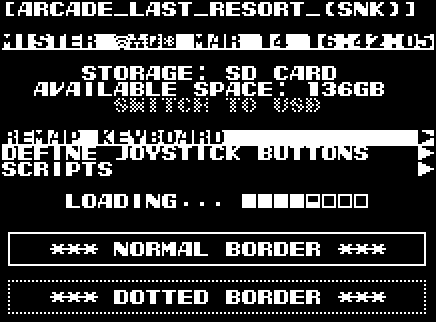 [ARCADE_LAST_RESORT_(SNK)]
MISTER MAR 14 16:42:05
STORAGE: SD CARD
AVAILABLE SPACE: 136GB
SWITCH TO USB
REMAP KEYBOARD
DEFINE JOYSTICK BUTTONS
SCRIPTS
LOADING...
*** NORMAL BORDER ***
*** DOTTED BORDER ***